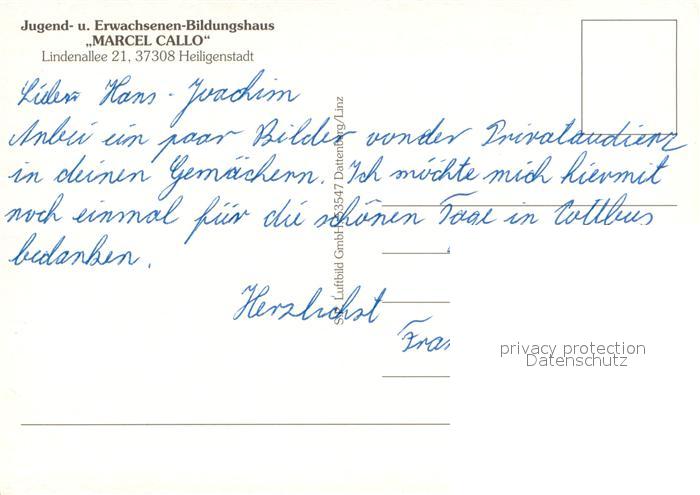 Jugend- u. Erwachsenen-Bildungshaus
„MARCEL CALLO“
Lindenallee 21, 37308 Heiligenstadt
Lieber Hans-Joachim
Anbei ein paar Bilder von der Privataudienz
in deinen Gemächern. Ich möchte mich hiermit
noch einmal für die schönen Tage in Cottbus
bedanken.
Herzlichst
Fra
Luftbild GmbH, 53547 Dattenberg/Linz
privacy protection
Datenschutz